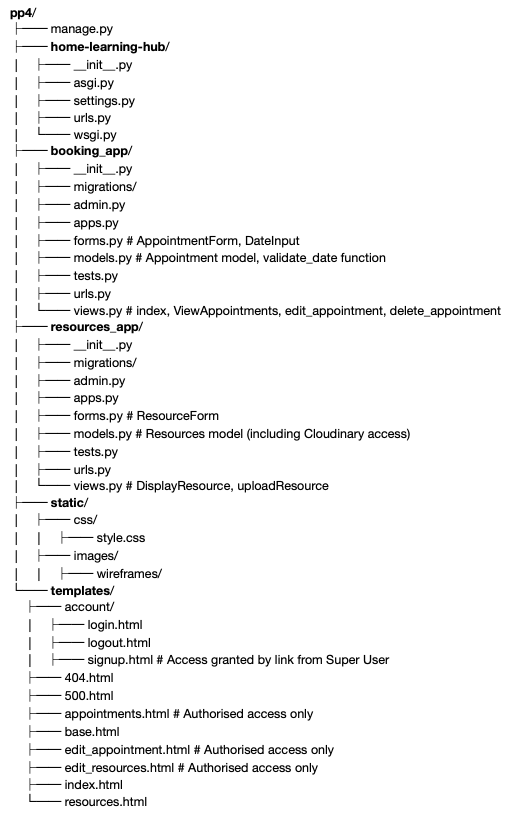 pp4/
├── manage.py
├── home-learning-hub/
│ ├── __init__.py
│ ├── asgi.py
│ ├── settings.py
│ ├── urls.py
│ └── wsgi.py
├── booking_app/
│ ├── __init__.py
│ ├── migrations/
│ ├── admin.py
│ ├── apps.py
│ ├── forms.py # AppointmentForm, DateInput
│ ├── models.py # Appointment model, validate_date function
│ ├── tests.py
│ ├── urls.py
│ └── views.py # index, ViewAppointments, edit_appointment, delete_appointment
├── resources_app/
│ ├── __init__.py
│ ├── migrations/
│ ├── admin.py
│ ├── apps.py
│ ├── forms.py # ResourceForm
│ ├── models.py # Resources model (including Cloudinary access)
│ ├── tests.py
│ ├── urls.py
│ └── views.py # DisplayResource, uploadResource
├── static/
│ ├── css/
│ │ ├── style.css
│ ├── images/
│ │ ├── wireframes/
└── templates/
├── account/
│ ├── login.html
│ ├── logout.html
│ ├── signup.html # Access granted by link from Super User
├── 404.html
├── 500.html
├── appointments.html # Authorised access only
├── base.html
├── edit_appointment.html # Authorised access only
├── edit_resources.html # Authorised access only
├── index.html
└── resources.html